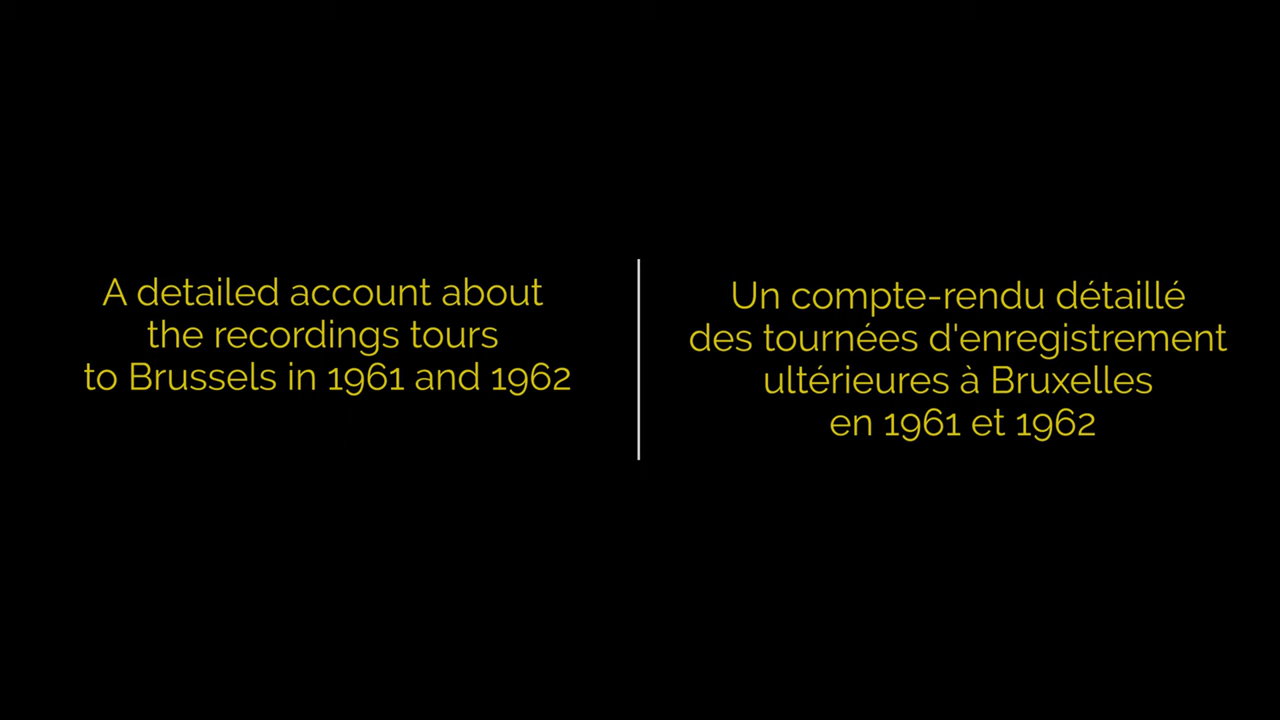 A detailed account about
the recordings tours
to Brussels in 1961 and 1962
Un compte-rendu détaillé
des tournées d'enregistrement
ultérieures à Bruxelles
en 1961 et 1962